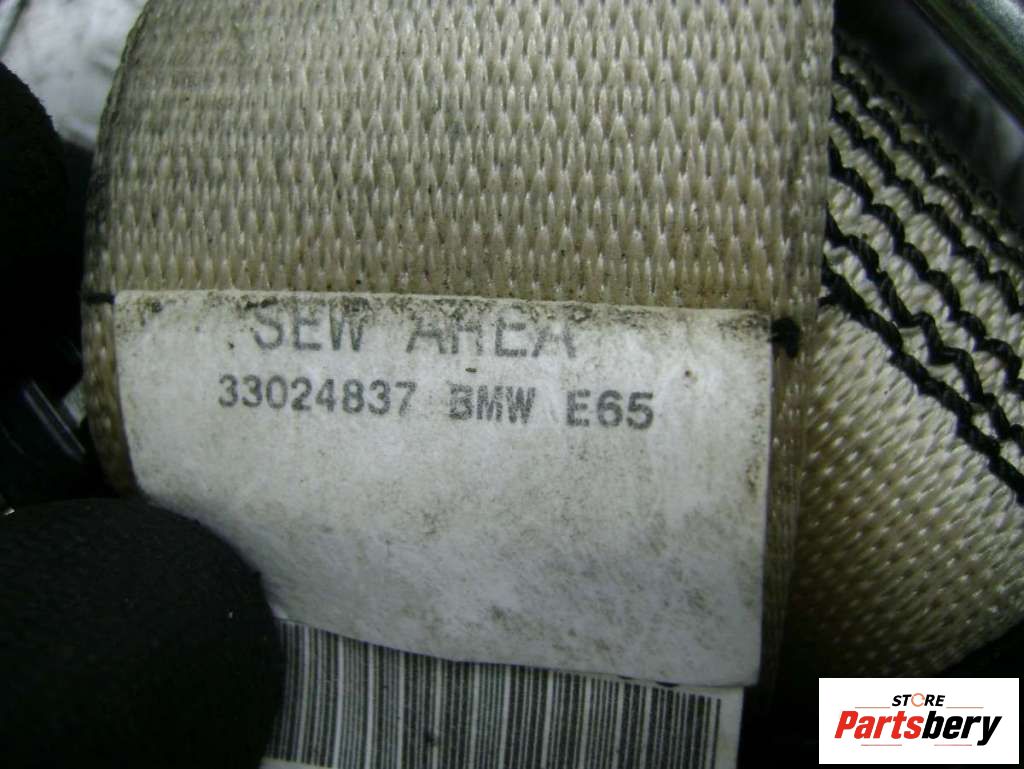 SEW AREA
33024837 BMW E65
STORE
Partsbery